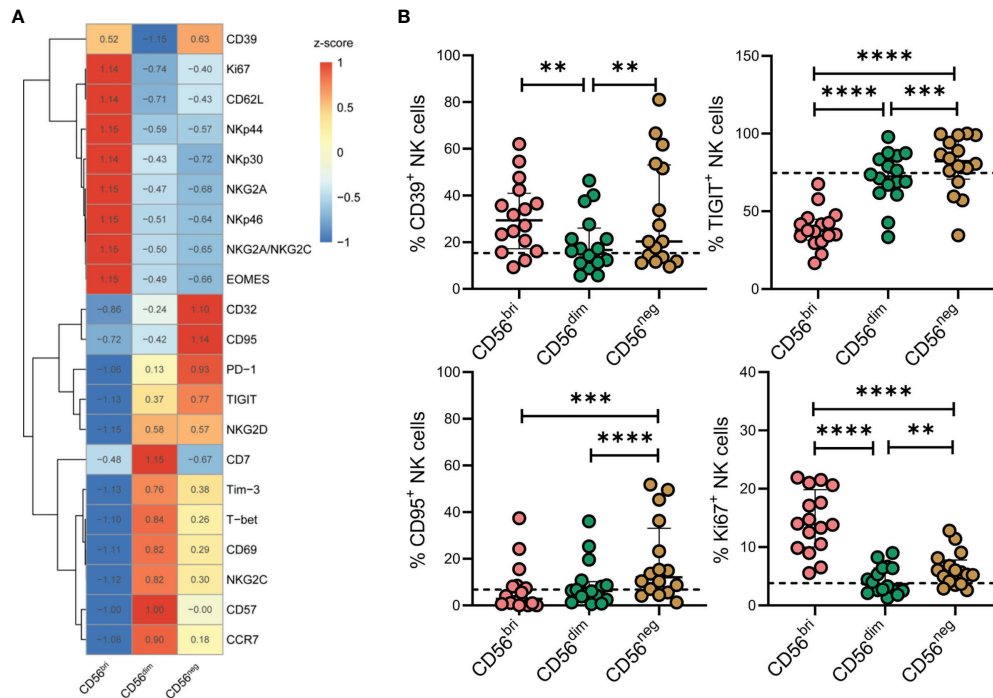 A
0.52 −1.15 0.63 CD39
1.14 −0.74 −0.40 Ki67
1.14 −0.71 −0.43 CD62L
1.15 −0.59 −0.57 NKp44
1.14 −0.43 −0.72 NKp30
1.15 −0.47 −0.68 NKG2A
1.15 −0.51 −0.64 NKp46
1.15 −0.50 −0.65 NKG2A/NKG2C
1.15 −0.49 −0.66 EOMES
−0.86 −0.24 1.10 CD32
−0.72 −0.42 1.14 CD95
−1.06 0.13 0.93 PD−1
−1.13 0.37 0.77 TIGIT
−1.15 0.58 0.57 NKG2D
−0.48 1.15 −0.67 CD7
−1.13 0.76 0.38 Tim−3
−1.10 0.84 0.26 T−bet
−1.11 0.82 0.29 CD69
−1.12 0.82 0.30 NKG2C
−1.00 1.00 −0.00 CD57
−1.08 0.90 0.18 CCR7
CD56bri CD56dim CD56neg
z−score
1
0.5
0
−0.5
−1
B
% CD39+ NK cells
100
80
60
40
20
0
** **
CD56bri CD56dim CD56neg
% TIGIT+ NK cells
150
100
50
0
****
**** ***
CD56bri CD56dim CD56neg
% CD95+ NK cells
100
80
60
40
20
0
***
****
CD56bri CD56dim CD56neg
% Ki67+ NK cells
40
30
20
10
0
****
**** **
CD56bri CD56dim CD56neg